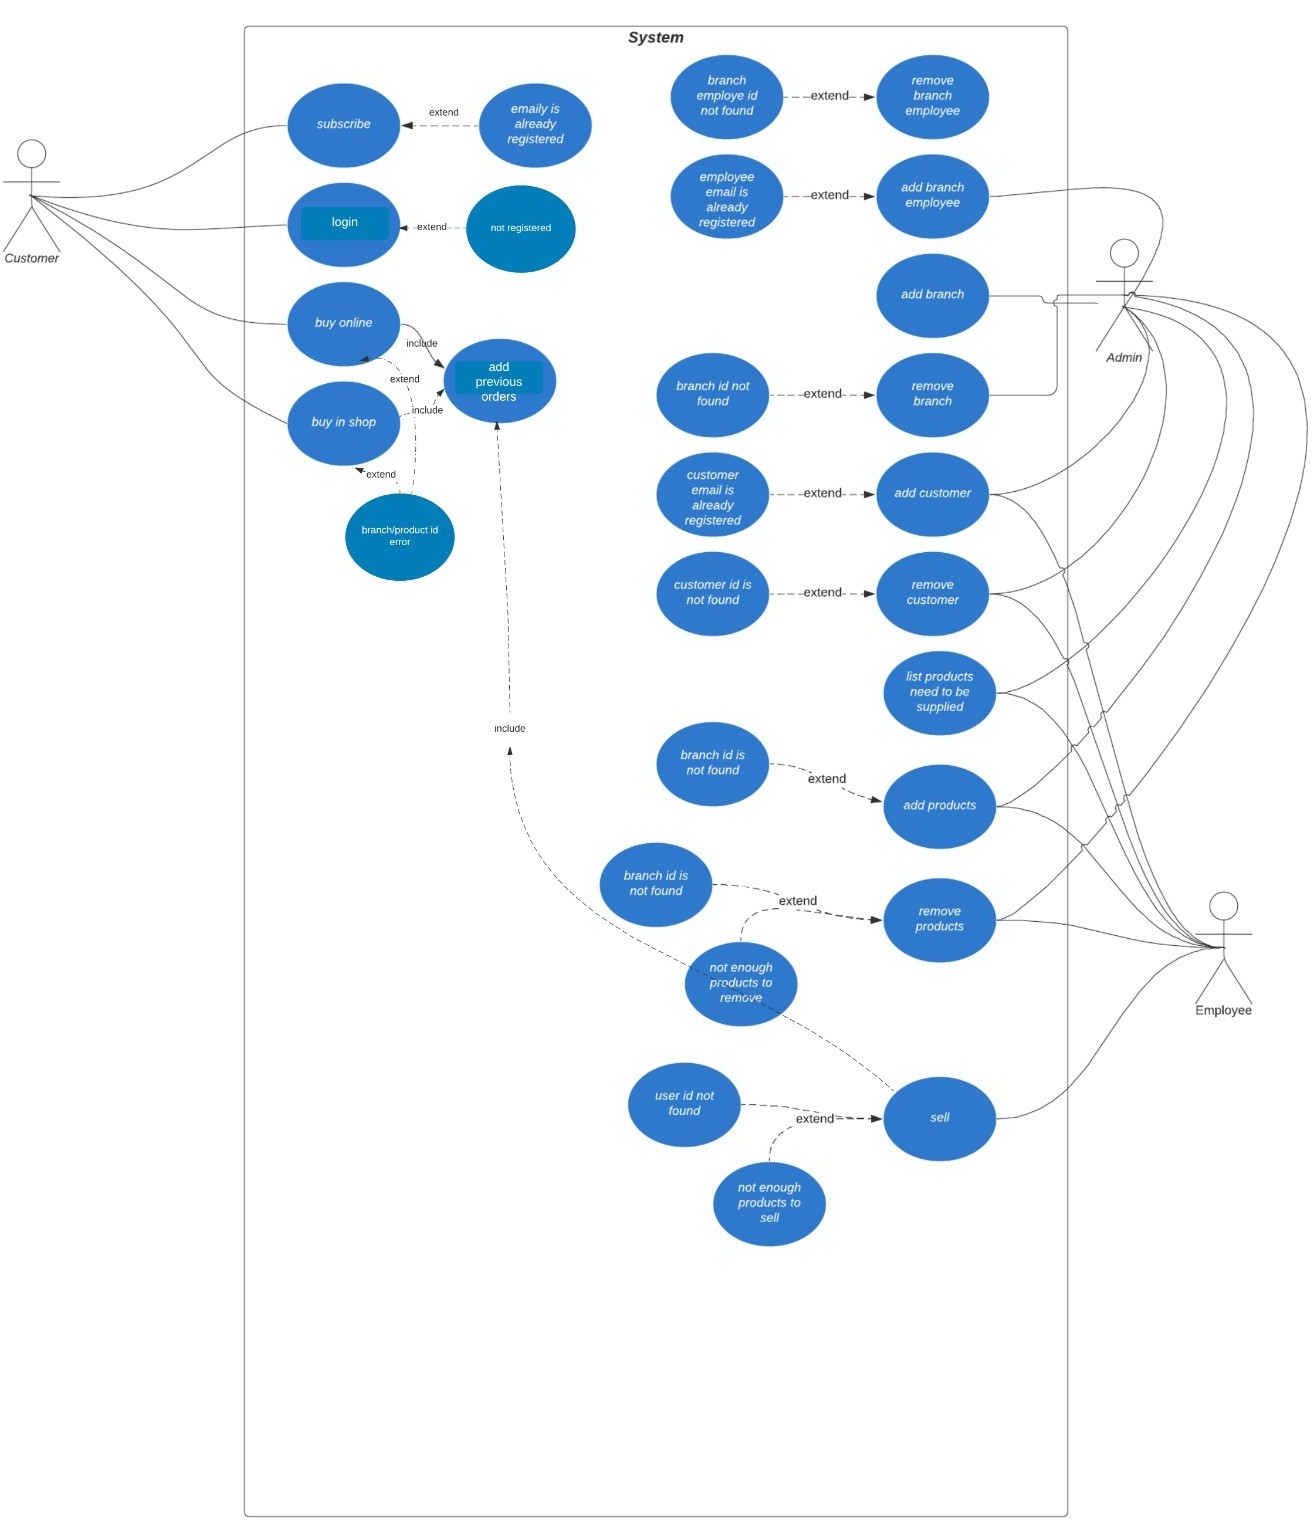 System
subscribe
extend
emaily is
already
registered
Customer
login
extend
not registered
buy online
include
add
previous
orders
extend
buy in shop
include
extend
branch/product id
error
include
branch
employe id
not found
extend
remove
branch
employee
employee
email is
already
registered
extend
add branch
employee
add branch
Admin
branch id not
found
extend
remove
branch
customer
email is
already
registered
extend
add customer
customer id is
not found
extend
remove
customer
list products
need to be
supplied
branch id is
not found
extend
add products
branch id is
not found
extend
remove
products
not enough
products to
remove
Employee
user id not
found
extend
sell
not enough
products to
sell